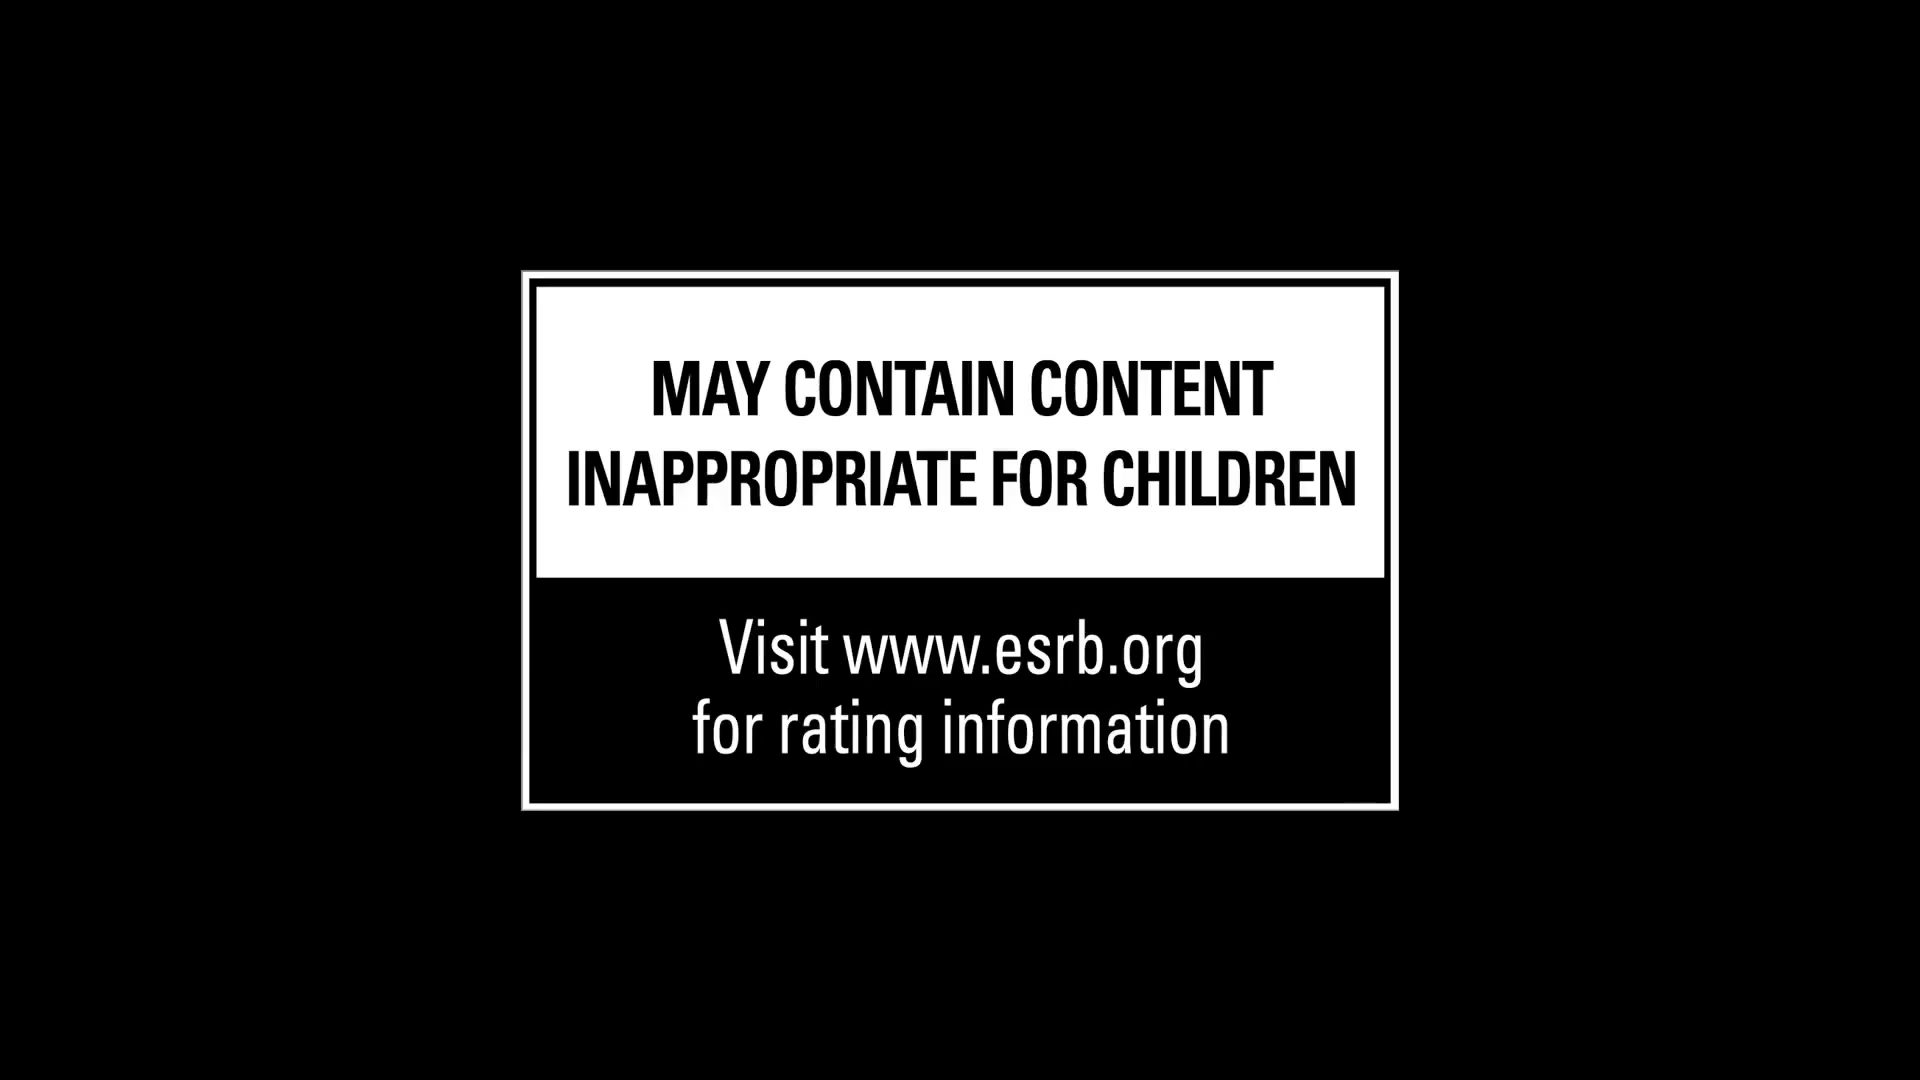 MAY CONTAIN CONTENT
INAPPROPRIATE FOR CHILDREN
Visit www.esrb.org
for rating information